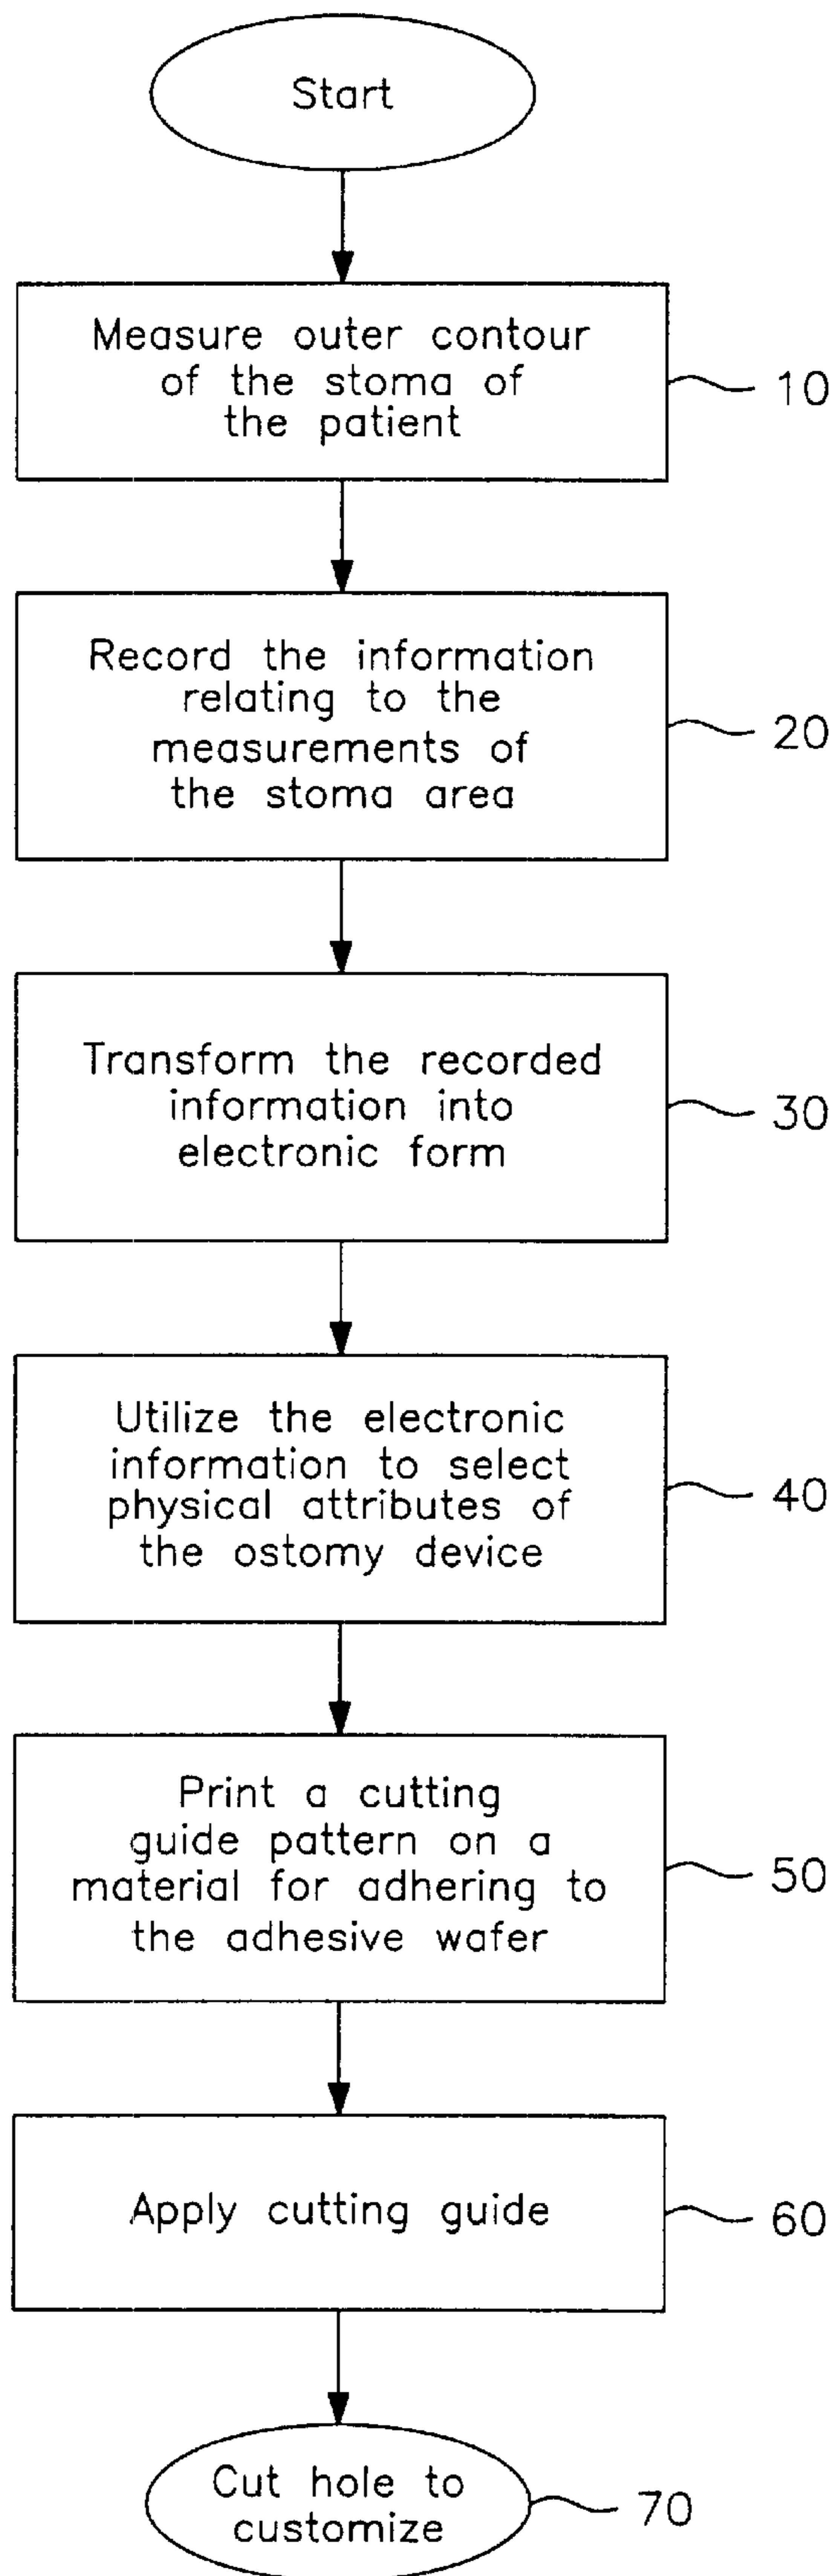 Start
Measure outer contour
of the stoma of
the patient
10
Record the information
relating to the
measurements of
the stoma area
20
Transform the recorded
information into
electronic form
30
Utilize the electronic
information to select
physical attributes of
the ostomy device
40
Print a cutting
guide pattern on a
material for adhering to
the adhesive wafer
50
Apply cutting guide
60
Cut hole to
customize
70